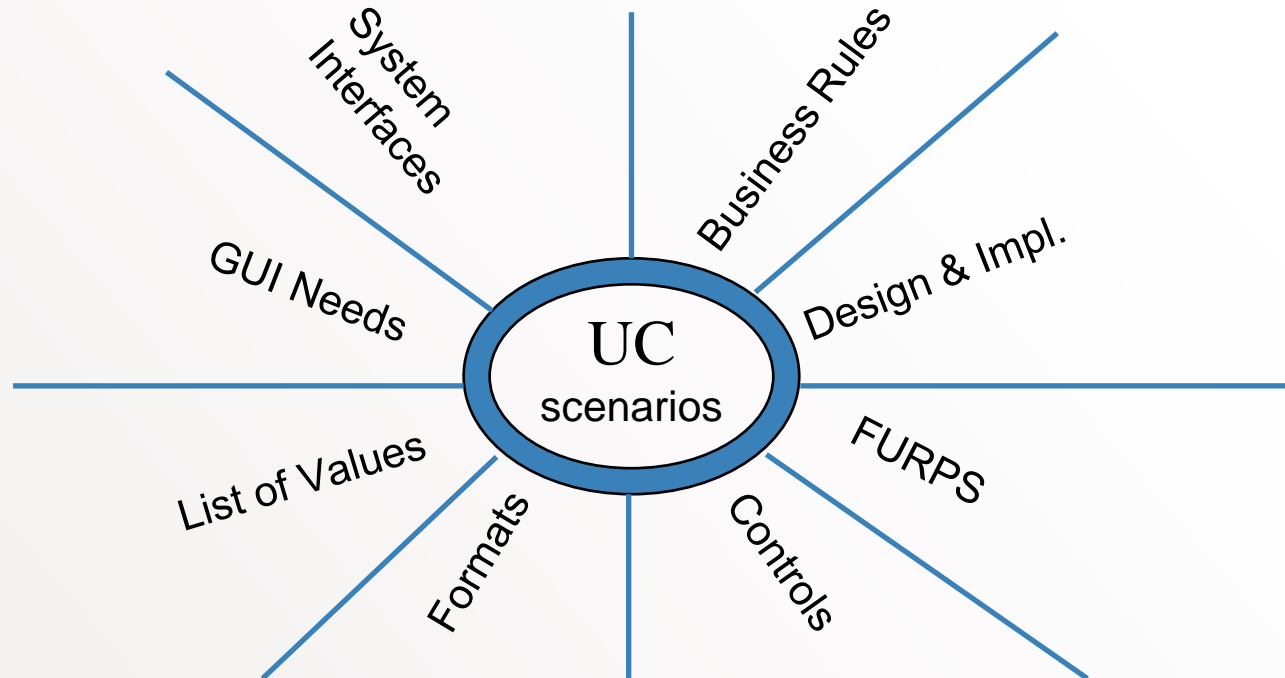 System
Interfaces
Business Rules
GUI Needs
Design & Impl.
UC
scenarios
List of Values
FURPS
Formats
Controls